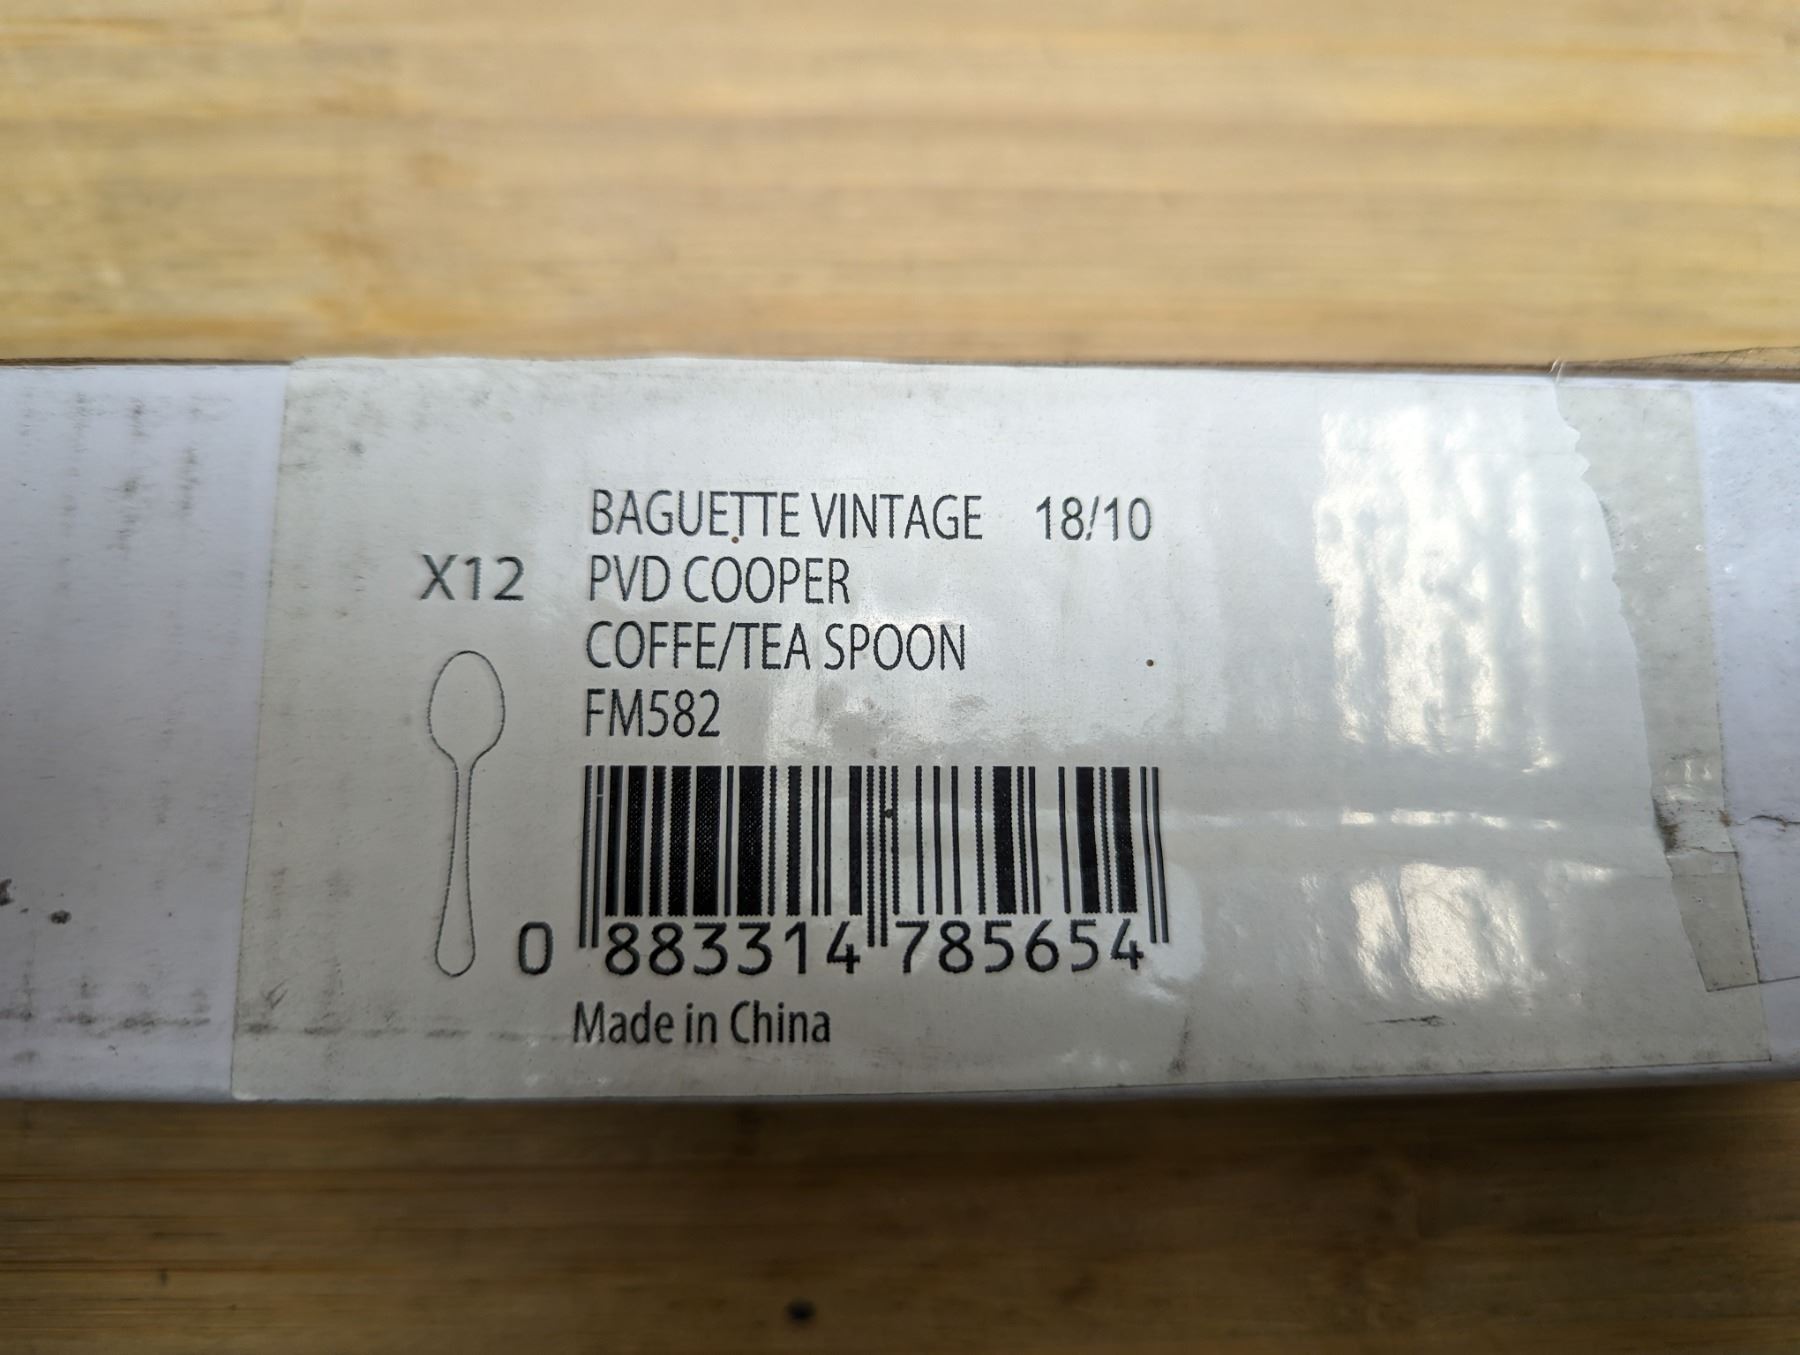 BAGUETTE VINTAGE 18/10
X12 PVD COOPER
COFFE/TEA SPOON
FM582
0 883314 785654
Made in China